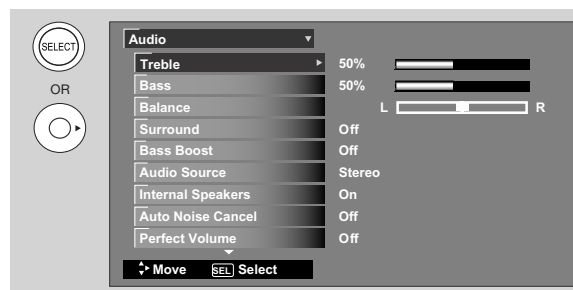 SELECT
OR
Audio
Treble 50%
Bass 50%
Balance L R
Surround Off
Bass Boost Off
Audio Source Stereo
Internal Speakers On
Auto Noise Cancel Off
Perfect Volume Off
Move SEL Select